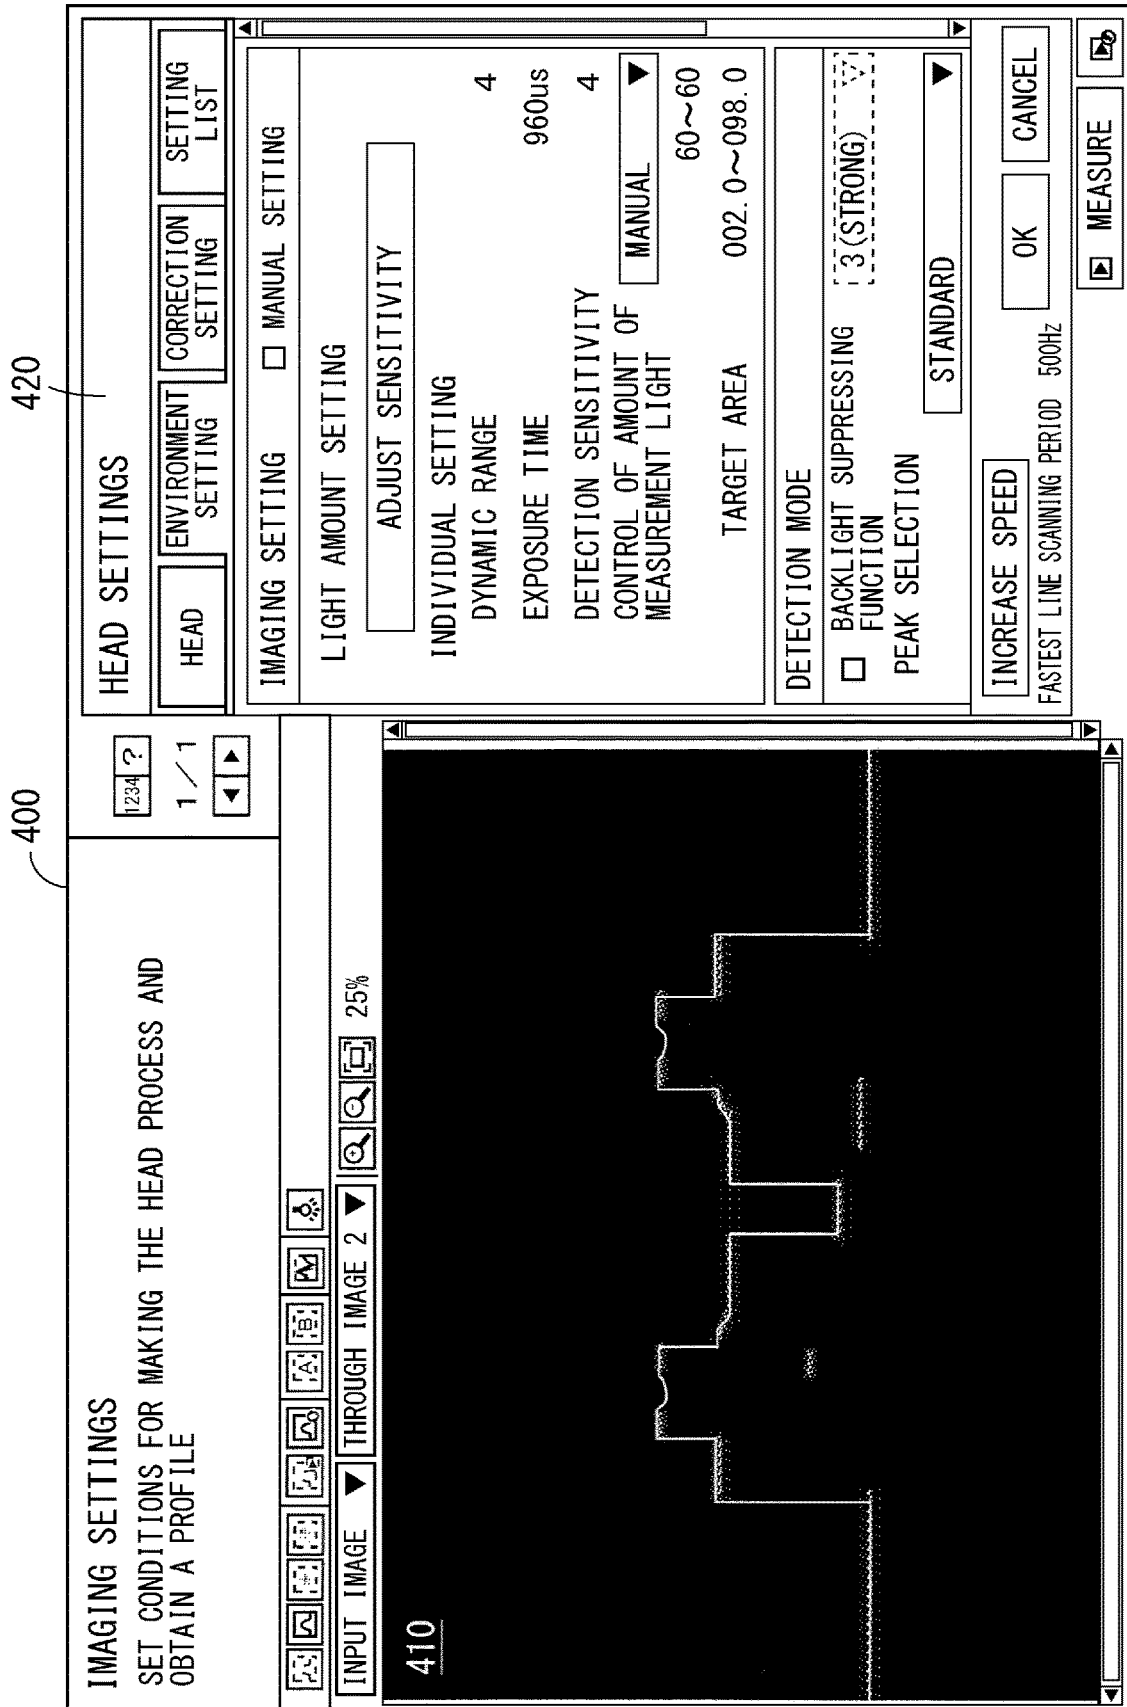 400
420
IMAGING SETTINGS
SET CONDITIONS FOR MAKING THE HEAD PROCESS AND
OBTAIN A PROFILE
1234 ?
1/1
A B
INPUT IMAGE ▼
THROUGH IMAGE 2 ▼
25%
410
HEAD SETTINGS
HEAD
ENVIRONMENT
SETTING
CORRECTION
SETTING
SETTING
LIST
IMAGING SETTING
□ MANUAL SETTING
LIGHT AMOUNT SETTING
ADJUST SENSITIVITY
INDIVIDUAL SETTING
DYNAMIC RANGE 4
EXPOSURE TIME 960us
DETECTION SENSITIVITY 4
CONTROL OF AMOUNT OF
MEASUREMENT LIGHT
MANUAL ▼
60~60
TARGET AREA 002.0~098.0
DETECTION MODE
□ BACKLIGHT SUPPRESSING
FUNCTION
3(STRONG) ▽
PEAK SELECTION
STANDARD ▼
INCREASE SPEED
FASTEST LINE SCANNING PERIOD 500Hz
OK
CANCEL
MEASURE